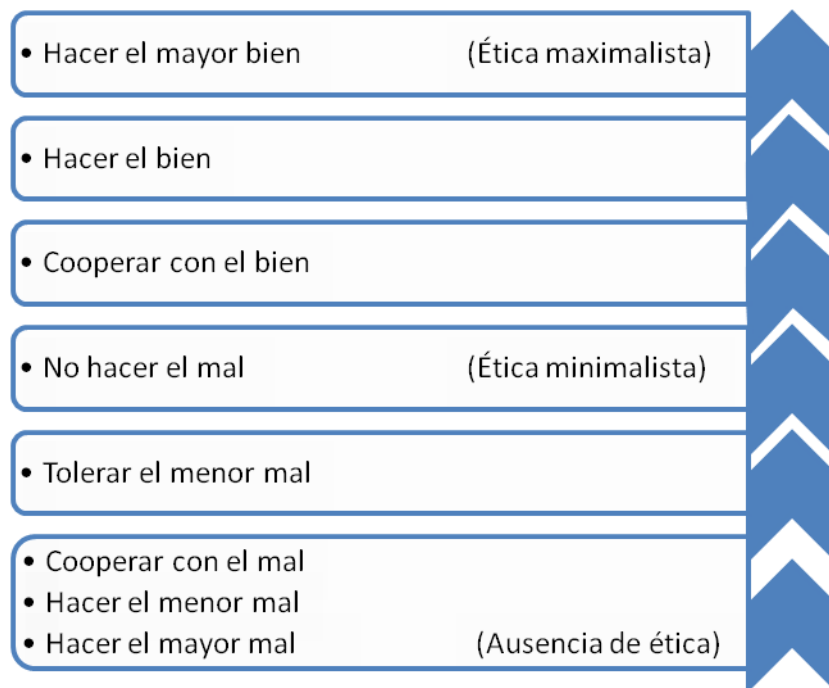 • Hacer el mayor bien (Ética maximalista)
• Hacer el bien
• Cooperar con el bien
• No hacer el mal (Ética minimalista)
• Tolerar el menor mal
• Cooperar con el mal
• Hacer el menor mal
• Hacer el mayor mal (Ausencia de ética)